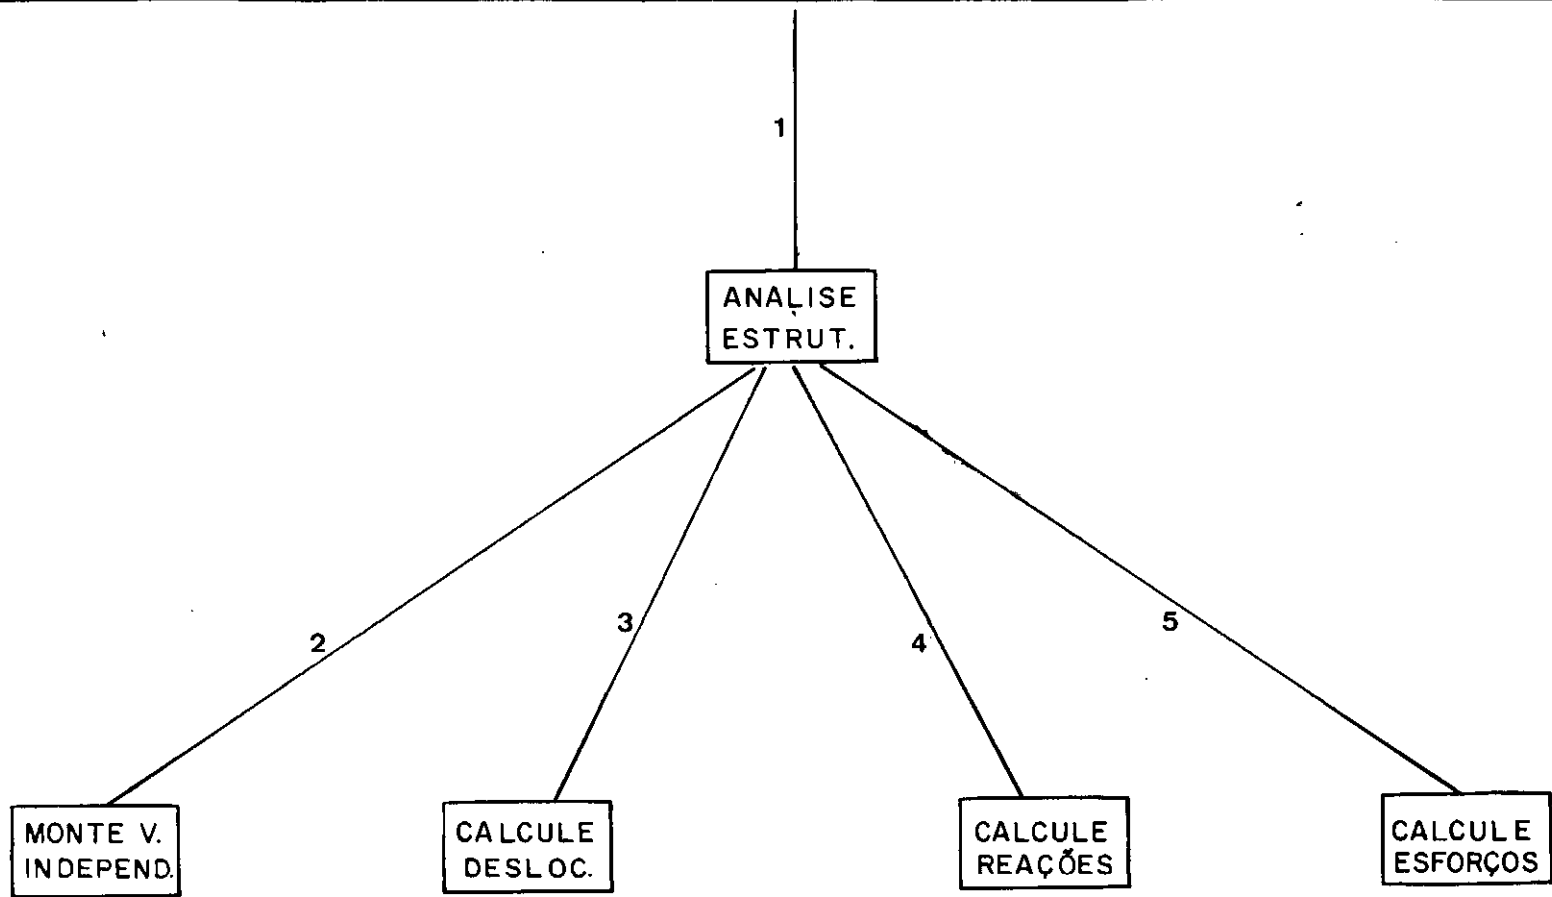 1
ANALISE
ESTRUT.
2
3
4
5
MONTE V.
INDEPEND.
CALCULE
DESLOC.
CALCULE
REAÇÕES
CALCULE
ESFORÇOS